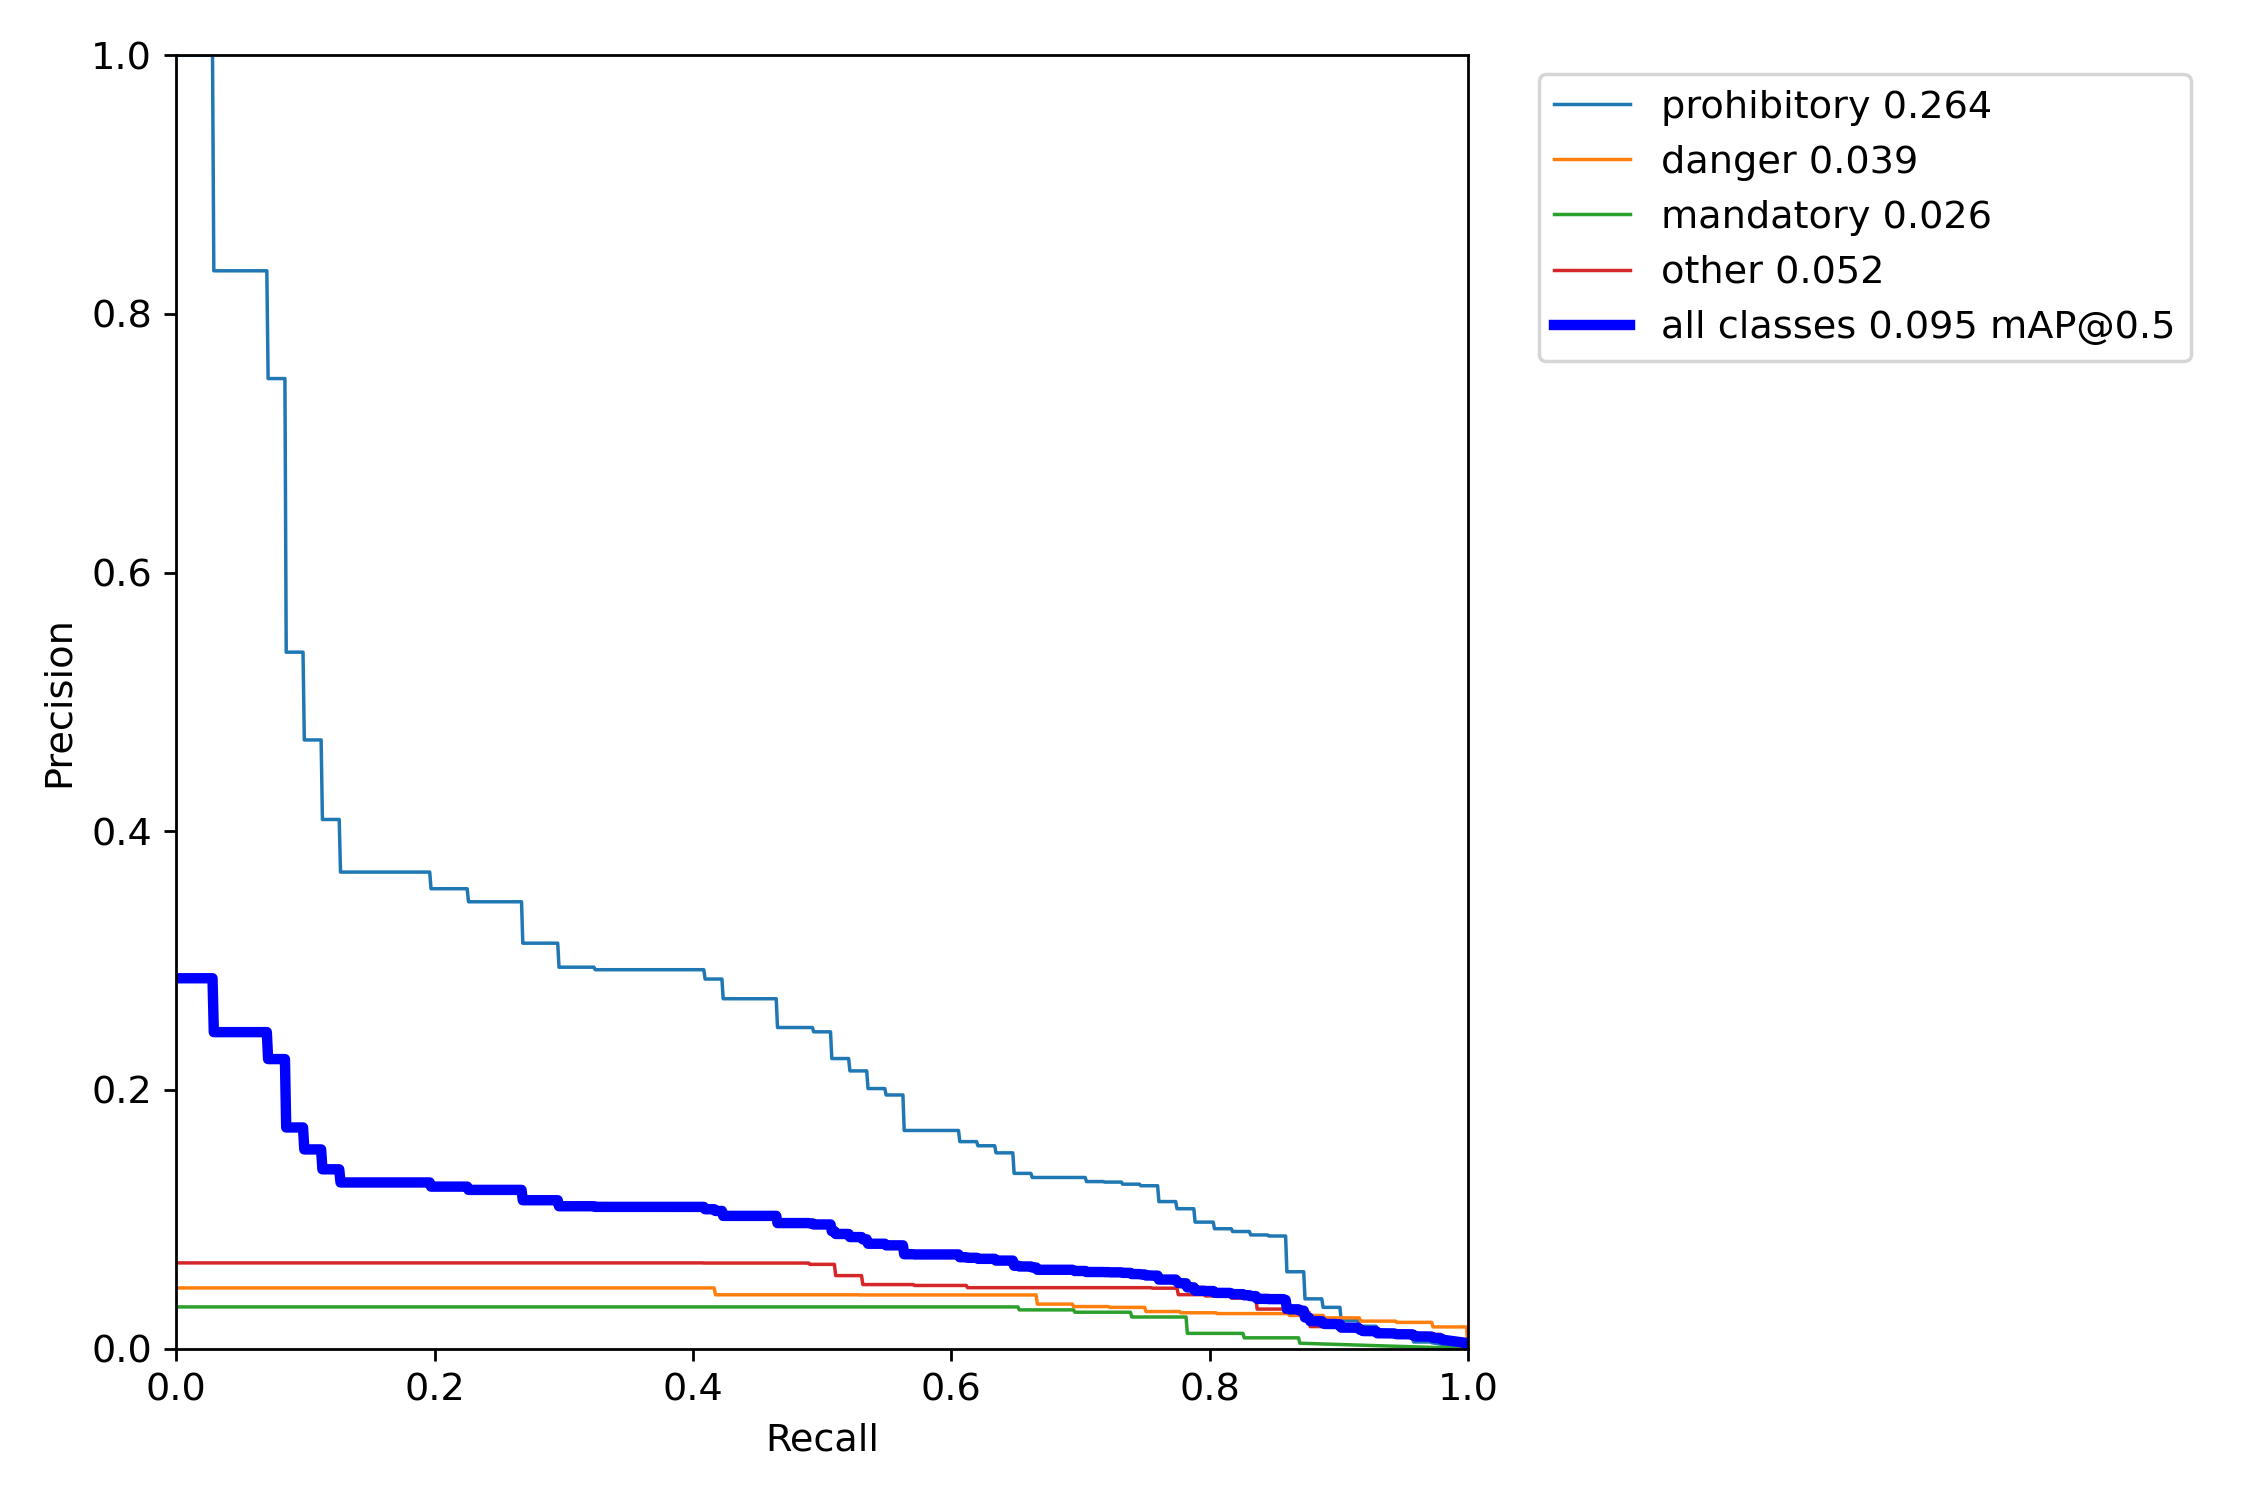 1.0
0.8
0.6
0.4
0.2
0.0
Precision
0.0 0.2 0.4 0.6 0.8 1.0
Recall
prohibitory 0.264
danger 0.039
mandatory 0.026
other 0.052
all classes 0.095 mAP@0.5